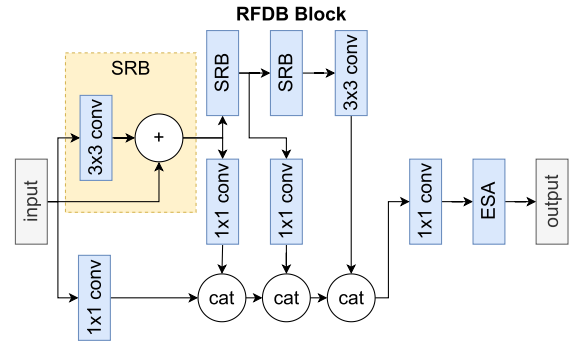 RFDB Block
SRB
3x3 conv
+
SRB
SRB
3x3 conv
input
1x1 conv
1x1 conv
1x1 conv
ESA
output
1x1 conv
cat
cat
cat